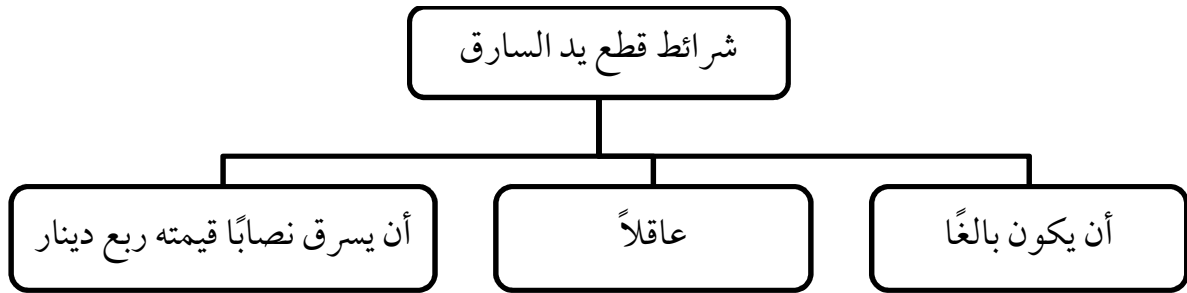 شرائط قطع يد السارق
أن يكون بالغًا
عاقلاً
أن يسرق نصابًا قيمته ربع دينار